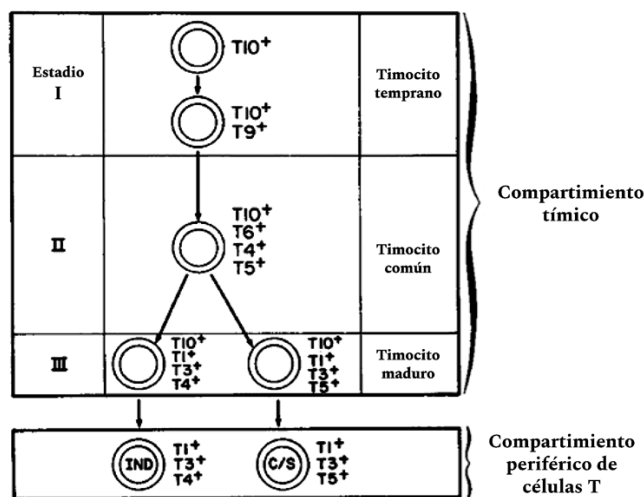 Estadio
I
T10+
Timocito
temprano
T10+
T9+
Compartimiento
tímico
II
T10+
T6+
T4+
T5+
Timocito
común
III
T10+
T1+
T3+
T4+
T10+
T1+
T3+
T5+
Timocito
maduro
IND
T1+
T3+
T4+
C/S
T1+
T3+
T5+
Compartimiento
periférico de
células T